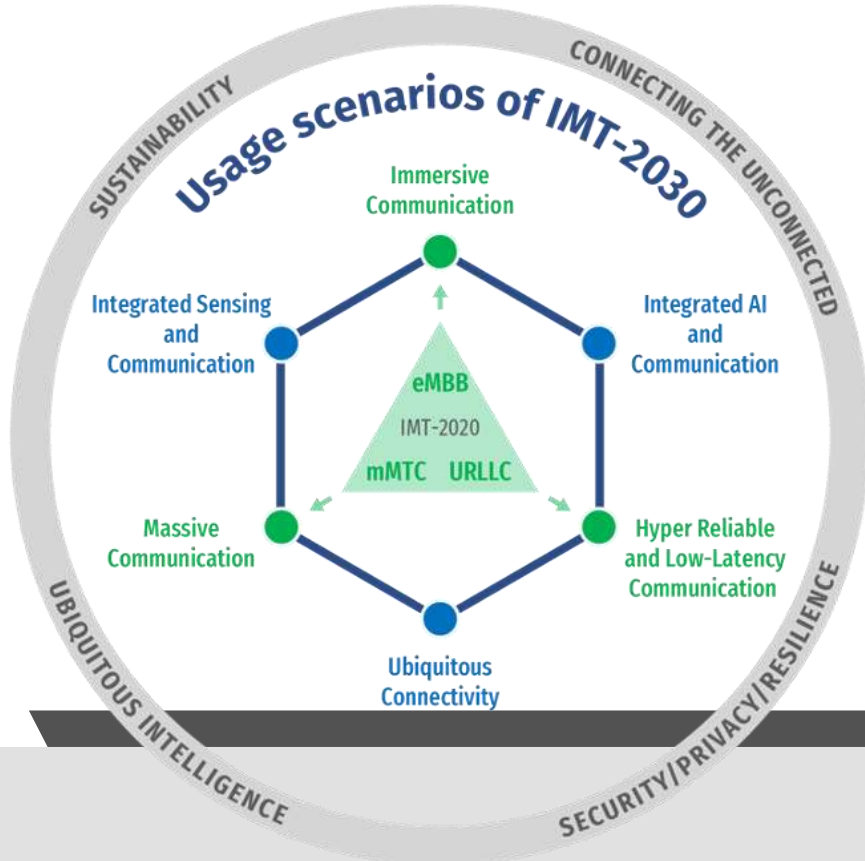 SUSTAINABILITY
CONNECTING THE UNCONNECTED
Usage scenarios of IMT-2030
Immersive
Communication
Integrated Sensing
and
Communication
Integrated AI
and
Communication
eMBB
IMT-2020
mMTC URLLC
Massive
Communication
Hyper Reliable
and Low-Latency
Communication
Ubiquitous
Connectivity
UBIQUITOUS INTELLIGENCE
SECURITY/PRIVACY/RESILIENCE